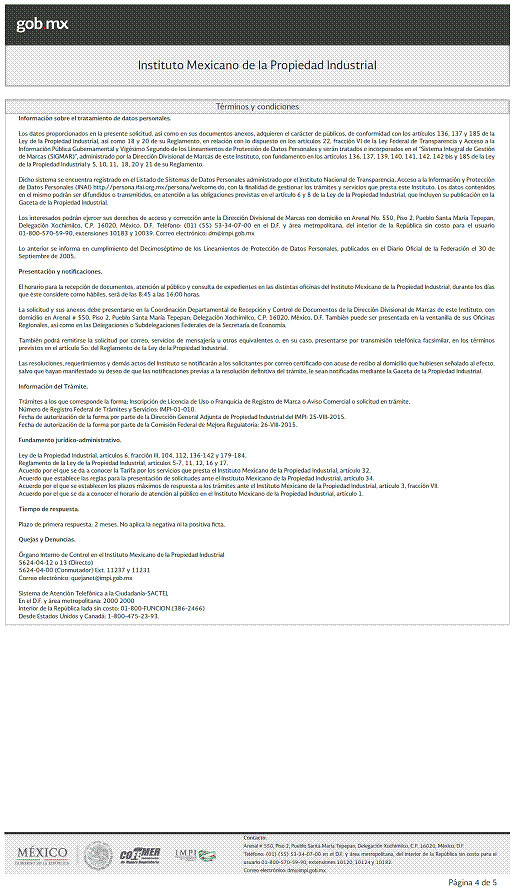 gob.mx
Instituto Mexicano de la Propiedad Industrial
Términos y condiciones
Información sobre el tratamiento de datos personales.
Los datos proporcionados en la presente solicitud, así como en sus documentos anexos, adquieren el carácter de públicos, de conformidad con los artículos 136, 137 y 185 de la
Ley de la Propiedad Industrial, así como 18 y 20 de su Reglamento, en relación con lo dispuesto en los artículos 22, fracción VI de la Ley Federal de Transparencia y Acceso a la
Información Pública Gubernamental y Vigésimo Segundo de los Lineamientos de Protección de Datos Personales y serán tratados e incorporados en el "Sistema Integral de Gestión
de Marcas (SIGMAR)", administrado por la Dirección Divisional de Marcas de este Instituto, con fundamento en los artículos 136, 137, 139, 140, 141, 142, 142 bis y 185 de la Ley
de la Propiedad Industrial y 5, 10, 11, 18, 20 y 21 de su Reglamento.
Dicho sistema se encuentra registrado en el Listado de Sistemas de Datos Personales administrado por el Instituto Nacional de Transparencia, Acceso a la Información y Protección
de Datos Personales (INAI) http://persona.ifai.org.mx/persona/welcome.do, con la finalidad de gestionar los trámites y servicios que presta este Instituto. Los datos contenidos
en el mismo podrán ser difundidos o transmitidos, en atención a las obligaciones previstas en el artículo 6 y 8 de la Ley de la Propiedad Industrial, que incluyen su publicación en la
Gaceta de la Propiedad Industrial.
Los interesados podrán ejercer sus derechos de acceso y corrección ante la Dirección Divisional de Marcas con domicilio en Arenal No. 550, Piso 2, Pueblo Santa María Tepepan,
Delegación Xochimilco, C.P. 16020, México, D.F. Teléfono: (01) (55) 53-34-07-00 en el D.F. y área metropolitana, del interior de la República sin costo para el usuario
01-800-570-59-90, extensiones 10183 y 10039. Correo electrónico: dm@impi.gob.mx
Lo anterior se informa en cumplimiento del Decimoséptimo de los Lineamientos de Protección de Datos Personales, publicados en el Diario Oficial de la Federación el 30 de
Septiembre de 2005.
Presentación y notificaciones.
El horario para la recepción de documentos, atención al público y consulta de expedientes en las distintas oficinas del Instituto Mexicano de la Propiedad Industrial, durante los días
que éste considere como hábiles, será de las 8:45 a las 16:00 horas.
La solicitud y sus anexos debe presentarse en la Coordinación Departamental de Recepción y Control de Documentos de la Dirección Divisional de Marcas de este Instituto, con
domicilio en Arenal # 550, Piso 2, Pueblo Santa María Tepepan, Delegación Xochimilco, C.P. 16020, México, D.F. También puede ser presentada en la ventanilla de sus Oficinas
Regionales, así como en las Delegaciones o Subdelegaciones Federales de la Secretaría de Economía.
También podrá remitirse la solicitud por correo, servicios de mensajería u otros equivalentes o, en su caso, presentarse por transmisión telefónica facsimilar, en los términos
previstos en el artículo 5o. del Reglamento de la Ley de la Propiedad Industrial.
Las resoluciones, requerimientos y demás actos del Instituto se notificarán a los solicitantes por correo certificado con acuse de recibo al domicilio que hubiesen señalado al efecto,
salvo que hayan manifestado su deseo de que las notificaciones previas a la resolución definitiva del trámite, le sean notificadas mediante la Gaceta de la Propiedad Industrial.
Información del Trámite.
Trámites a los que corresponde la forma: Inscripción de Licencia de Uso o Franquicia de Registro de Marca o Aviso Comercial o solicitud en trámite.
Número de Registro Federal de Trámites y Servicios: IMPI-01-010.
Fecha de autorización de la forma por parte de la Dirección General Adjunta de Propiedad Industrial del IMPI: 25-VIII-2015.
Fecha de autorización de la forma por parte de la Comisión Federal de Mejora Regulatoria: 26-VIII-2015.
Fundamento jurídico-administrativo.
Ley de la Propiedad Industrial, artículos 6, fracción III, 104, 112, 136-142 y 179-184.
Reglamento de la Ley de la Propiedad Industrial, artículos 5-7, 11, 12, 16 y 17.
Acuerdo por el que se da a conocer la Tarifa por los servicios que presta el Instituto Mexicano de la Propiedad Industrial, artículo 32.
Acuerdo que establece las reglas para la presentación de solicitudes ante el Instituto Mexicano de la Propiedad Industrial, artículo 34.
Acuerdo por el que se establecen los plazos máximos de respuesta a los trámites ante el Instituto Mexicano de la Propiedad Industrial, artículo 3, fracción VII.
Acuerdo por el que se da a conocer el horario de atención al público en el Instituto Mexicano de la Propiedad Industrial, artículo 1.
Tiempo de respuesta.
Plazo de primera respuesta: 2 meses. No aplica la negativa ni la positiva ficta.
Quejas y Denuncias.
Órgano Interno de Control en el Instituto Mexicano de la Propiedad Industrial
5624-04-12 o 13 (Directo)
5624-04-00 (Conmutador) Ext. 11237 y 11231
Correo electrónico: quejanet@impi.gob.mx
Sistema de Atención Telefónica a la Ciudadanía-SACTEL
En el D.F. y área metropolitana: 2000 2000
Interior de la República lada sin costo: 01-800-FUNCION (386-2466)
Desde Estados Unidos y Canadá: 1-800-475-23-93.
MÉXICO
GOBIERNO DE LA REPÚBLICA
IMPI
Contacto:
Arenal # 550, Piso 2, Pueblo Santa María Tepepan, Delegación Xochimilco, C.P. 16020, México, D.F.
Teléfono: (01) (55) 53-34-07-00 en el D.F. y área metropolitana, del interior de la República sin costo para el
usuario 01-800-570-59-90, extensiones 10120, 10124 y 10182.
Correo electrónico: dm@impi.gob.mx
Página 4 de 5